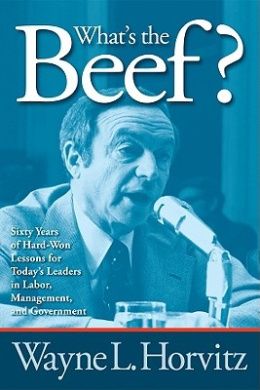 What's the
Beef?
Sixty Years
of Hard-Won
Lessons for
Today's Leaders
in Labor,
Management,
and Government
Wayne L. Horvitz